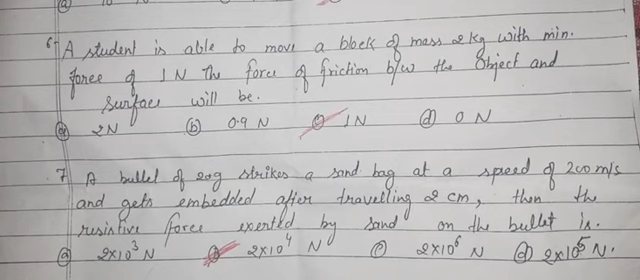 6 A student is able to move a block of mass 2 kg with min.
force of 1 N the force of friction b/w the Object and
surface will be.
(a) 2N (b) 0.9 N (c) 1N (d) 0 N
7 A bullet of 20g strikes a sand bag at a speed of 200 m/s
and gets embedded after travelling 2 cm, then the
resistive force exerted by sand on the bullet is.
(a) 2×10³ N (b) 2×10⁴ N (c) 2×10⁶ N (d) 2×10⁵ N.